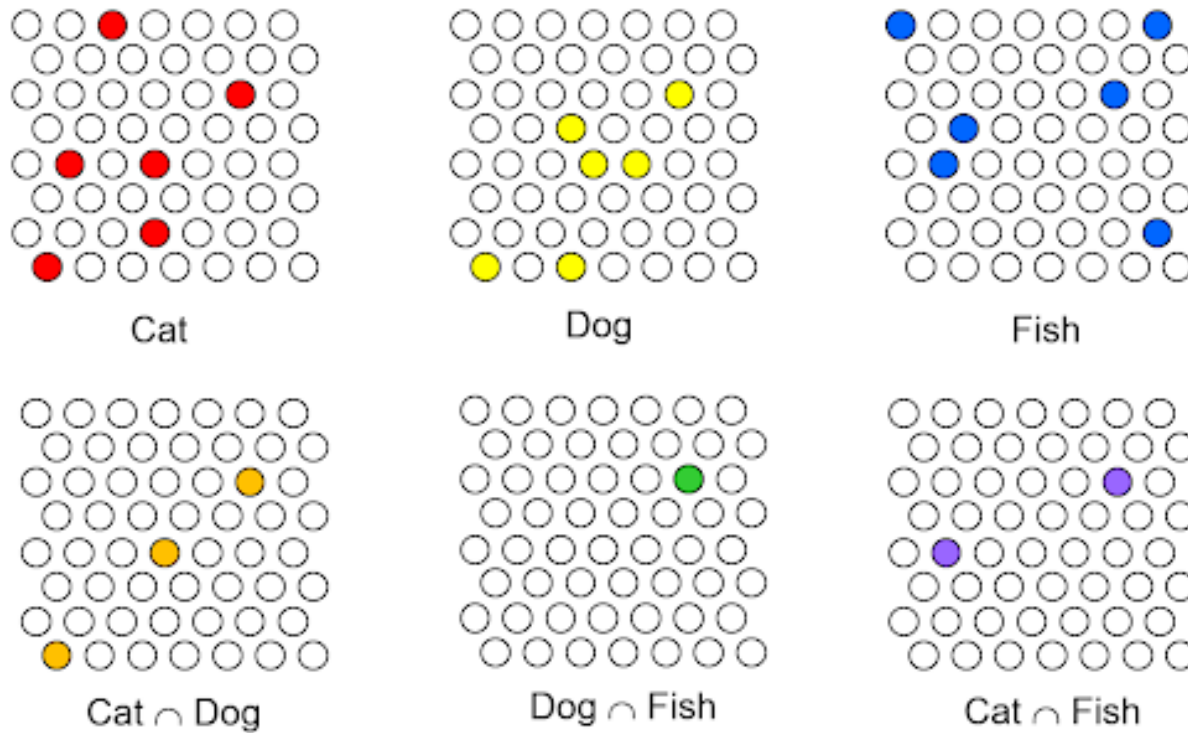 Cat
Dog
Fish
Cat ∩ Dog
Dog ∩ Fish
Cat ∩ Fish